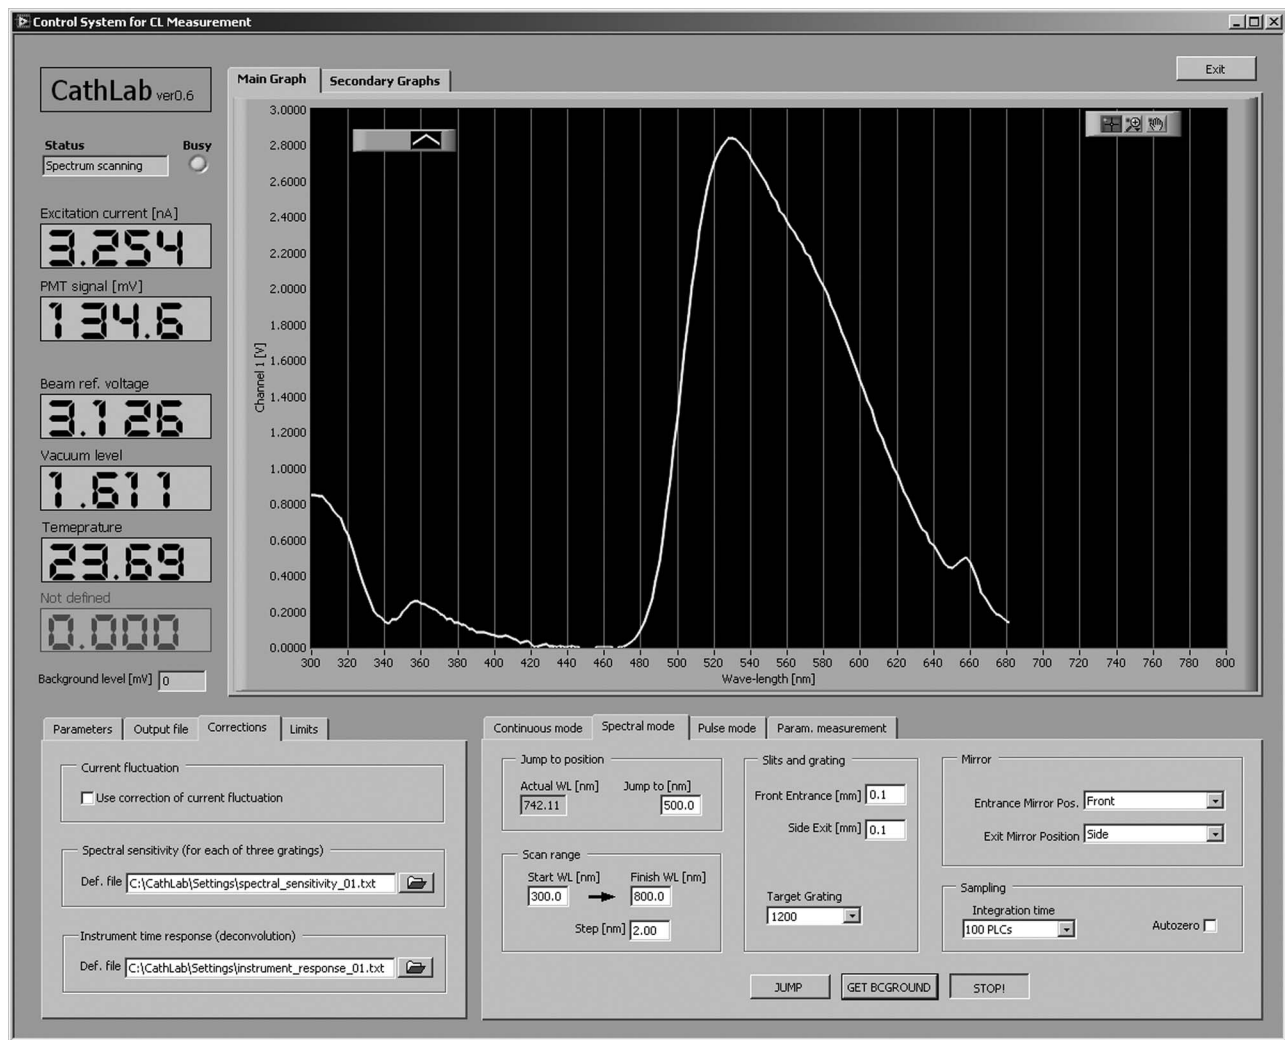 Control System for CL Measurement
Exit
CathLab ver0.6
Main Graph
Secondary Graphs
Status
Busy
Spectrum scanning
Excitation current [nA]
3.254
PMT signal [mV]
134.6
Beam ref. voltage
3.126
Vacuum level
1.611
Temeprature
23.69
Not defined
0.000
Background level [mV] 0
3.0000
2.8000
2.6000
2.4000
2.2000
2.0000
1.8000
1.6000
1.4000
1.2000
1.0000
0.8000
0.6000
0.4000
0.2000
0.0000
Channel 1 [V]
300 320 340 360 380 400 420 440 460 480 500 520 540 560 580 600 620 640 660 680 700 720 740 760 780 800
Wave-length [nm]
Parameters
Output file
Corrections
Limits
Current fluctuation
Use correction of current fluctuation
Spectral sensitivity (for each of three gratings)
Def. file C:\CathLab\Settings\spectral_sensitivity_01.txt
Instrument time response (deconvolution)
Def. file C:\CathLab\Settings\instrument_response_01.txt
Continuous mode
Spectral mode
Pulse mode
Param. measurement
Jump to position
Actual WL [nm]
Jump to [nm]
742.11
500.0
Scan range
Start WL [nm]
Finish WL [nm]
300.0
800.0
Step [nm] 2.00
Slits and grating
Front Entrance [mm] 0.1
Side Exit [mm] 0.1
Target Grating
1200
Mirror
Entrance Mirror Pos. Front
Exit Mirror Position Side
Sampling
Integration time
100 PLCs
Autozero
JUMP
GET BCGROUND
STOP!